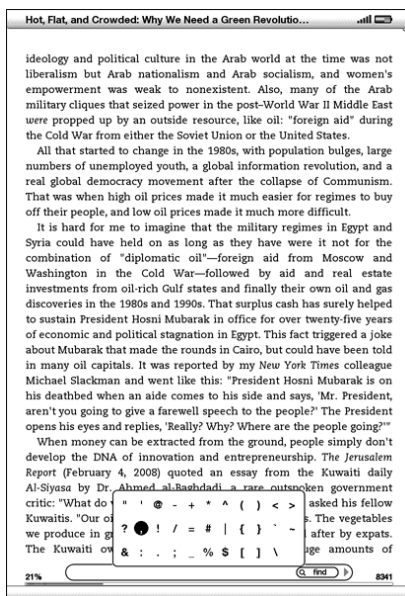 Hot, Flat, and Crowded: Why We Need a Green Revolutio...
ideology and political culture in the Arab world at the time was not
liberalism but Arab nationalism and Arab socialism, and women's
empowerment was weak to nonexistent. Also, many of the Arab
military cliques that seized power in the post–World War II Middle East
were propped up by an outside resource, like oil: "foreign aid" during
the Cold War from either the Soviet Union or the United States.
All that started to change in the 1980s, with population bulges, large
numbers of unemployed youth, a global information revolution, and a
real global democracy movement after the collapse of Communism.
That was when high oil prices made it much easier for regimes to buy
off their people, and low oil prices made it much more difficult.
It is hard for me to imagine that the military regimes in Egypt and
Syria could have held on as long as they have were it not for the
combination of "diplomatic oil"—foreign aid from Moscow and
Washington in the Cold War—followed by aid and real estate
investments from oil-rich Gulf states and finally their own oil and gas
discoveries in the 1980s and 1990s. That surplus cash has surely helped
to sustain President Hosni Mubarak in office for over twenty-five years
of economic and political stagnation in Egypt. This fact triggered a joke
about Mubarak that made the rounds in Cairo, but could have been told
in many oil capitals. It was reported by my New York Times colleague
Michael Slackman and went like this: "President Hosni Mubarak is on
his deathbed when an aide comes to his side and says, 'Mr. President,
aren't you going to give a farewell speech to the people?' The President
opens his eyes and replies, 'Really? Why? Where are the people going?'"
When money can be extracted from the ground, people simply don't
develop the DNA of innovation and entrepreneurship. The Jerusalem
Report (February 4, 2008) quoted an essay from the Kuwaiti daily
Al-Siyasa by Dr. Ahmed al-Baghdadi, a rare outspoken government
critic: "What do asked his fellow
Kuwaitis. "Our The vegetables
we produce in after by expats.
The Kuwaiti amounts of
" ' @ - + * ^ ( ) < >
? , ! / = # | { } ` ~
& : . ; _ % $ [ ] \
21% find 8341